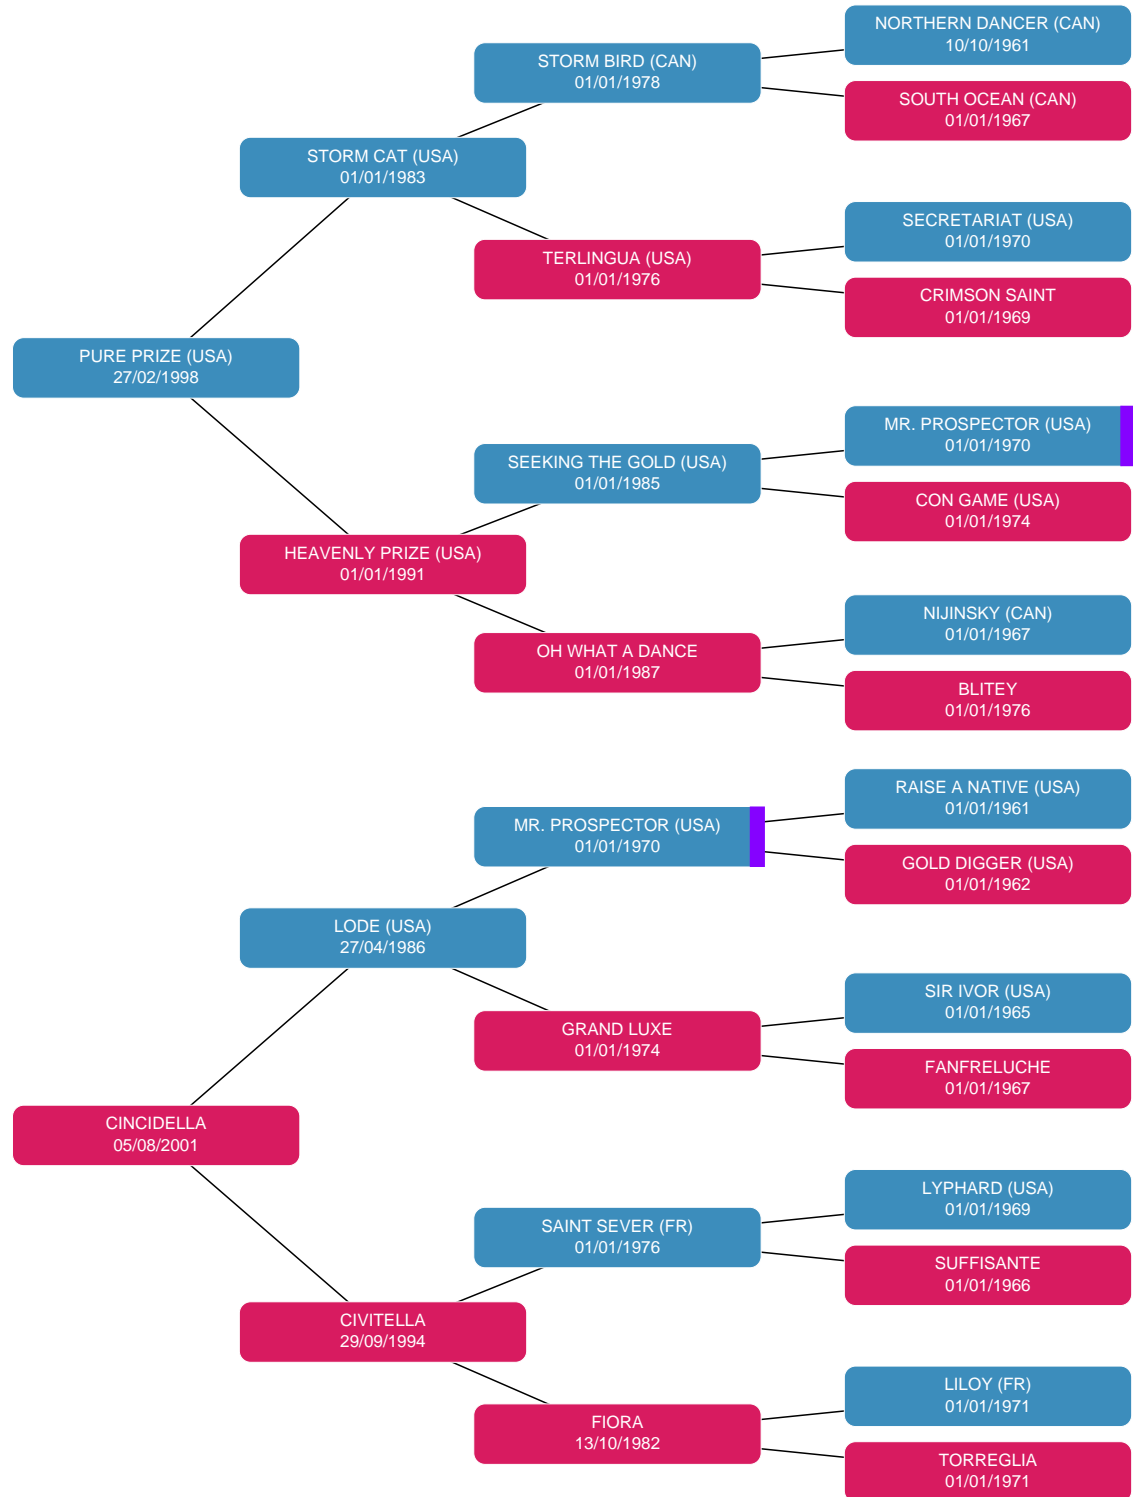 NORTHERN DANCER (CAN)
10/10/1961
STORM BIRD (CAN)
01/01/1978
SOUTH OCEAN (CAN)
01/01/1967
STORM CAT (USA)
01/01/1983
SECRETARIAT (USA)
01/01/1970
TERLINGUA (USA)
01/01/1976
CRIMSON SAINT
01/01/1969
PURE PRIZE (USA)
27/02/1998
MR. PROSPECTOR (USA)
01/01/1970
SEEKING THE GOLD (USA)
01/01/1985
CON GAME (USA)
01/01/1974
HEAVENLY PRIZE (USA)
01/01/1991
NIJINSKY (CAN)
01/01/1967
OH WHAT A DANCE
01/01/1987
BLITEY
01/01/1976
RAISE A NATIVE (USA)
01/01/1961
MR. PROSPECTOR (USA)
01/01/1970
GOLD DIGGER (USA)
01/01/1962
LODE (USA)
27/04/1986
SIR IVOR (USA)
01/01/1965
GRAND LUXE
01/01/1974
FANFRELUCHE
01/01/1967
CINCIDELLA
05/08/2001
LYPHARD (USA)
01/01/1969
SAINT SEVER (FR)
01/01/1976
SUFFISANTE
01/01/1966
CIVITELLA
29/09/1994
LILOY (FR)
01/01/1971
FIORA
13/10/1982
TORREGLIA
01/01/1971